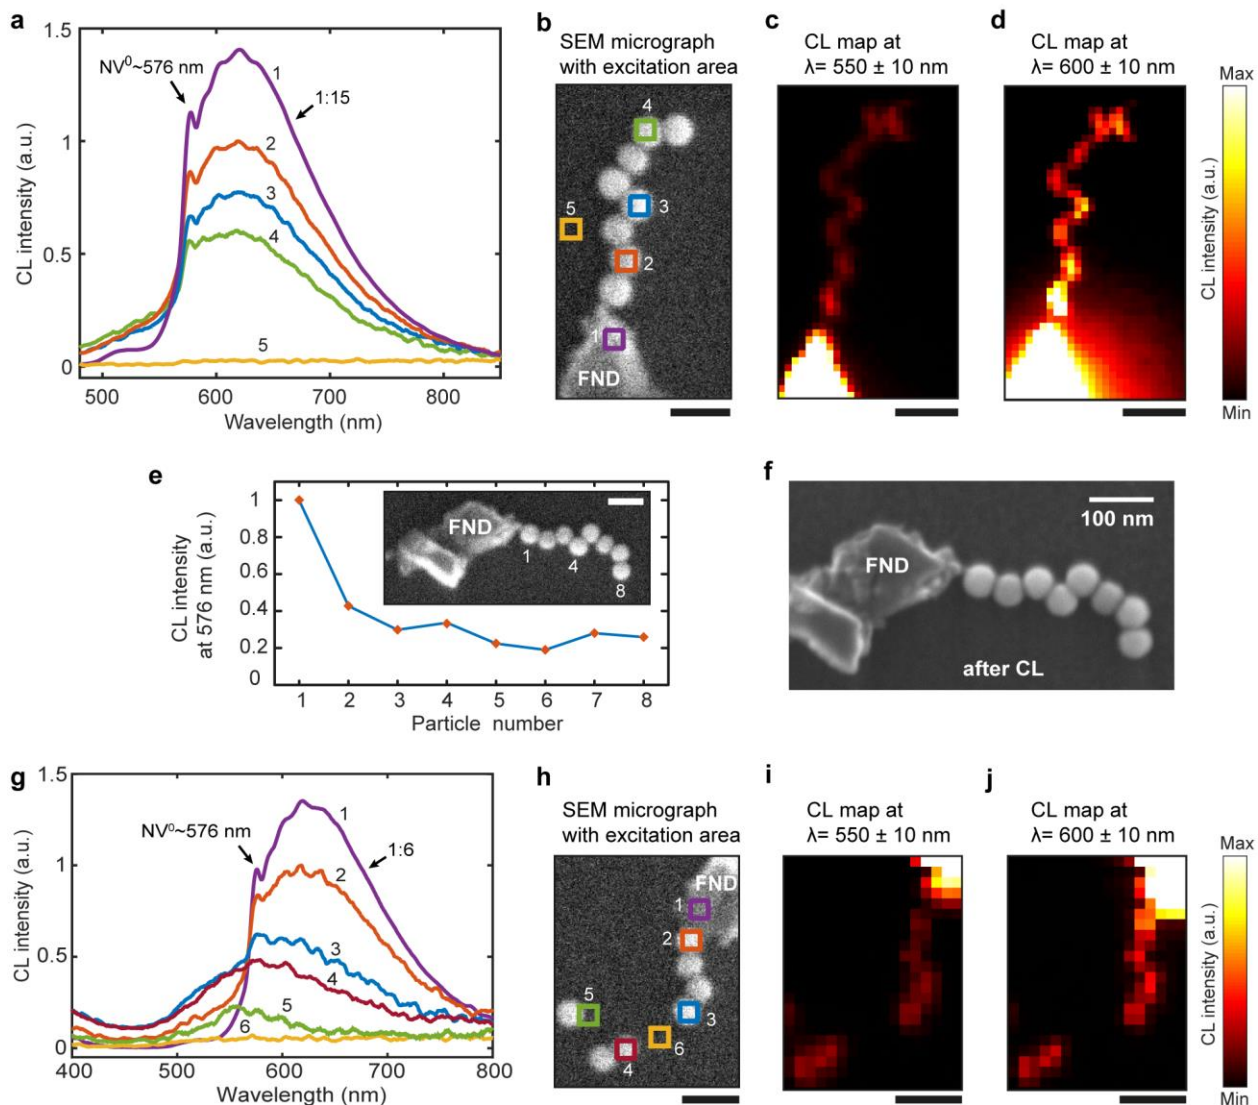 a
1.5
1
0.5
0
CL intensity (a.u.)
NV⁰~576 nm
1:15
1
2
3
4
5
500 600 700 800
Wavelength (nm)
b
SEM micrograph
with excitation area
4
5
3
2
1
FND
c
CL map at
λ= 550 ± 10 nm
d
CL map at
λ= 600 ± 10 nm
Max
CL intensity (a.u.)
Min
e
1
0.8
0.6
0.4
0.2
0
CL intensity
at 576 nm (a.u.)
FND
1
4
8
1 2 3 4 5 6 7 8
Particle number
f
100 nm
FND
after CL
g
1.5
1
0.5
0
CL intensity (a.u.)
NV⁰~576 nm
1:6
1
2
3
4
5
6
400 500 600 700 800
Wavelength (nm)
h
SEM micrograph
with excitation area
FND
1
2
5
3
6
4
i
CL map at
λ= 550 ± 10 nm
j
CL map at
λ= 600 ± 10 nm
Max
CL intensity (a.u.)
Min